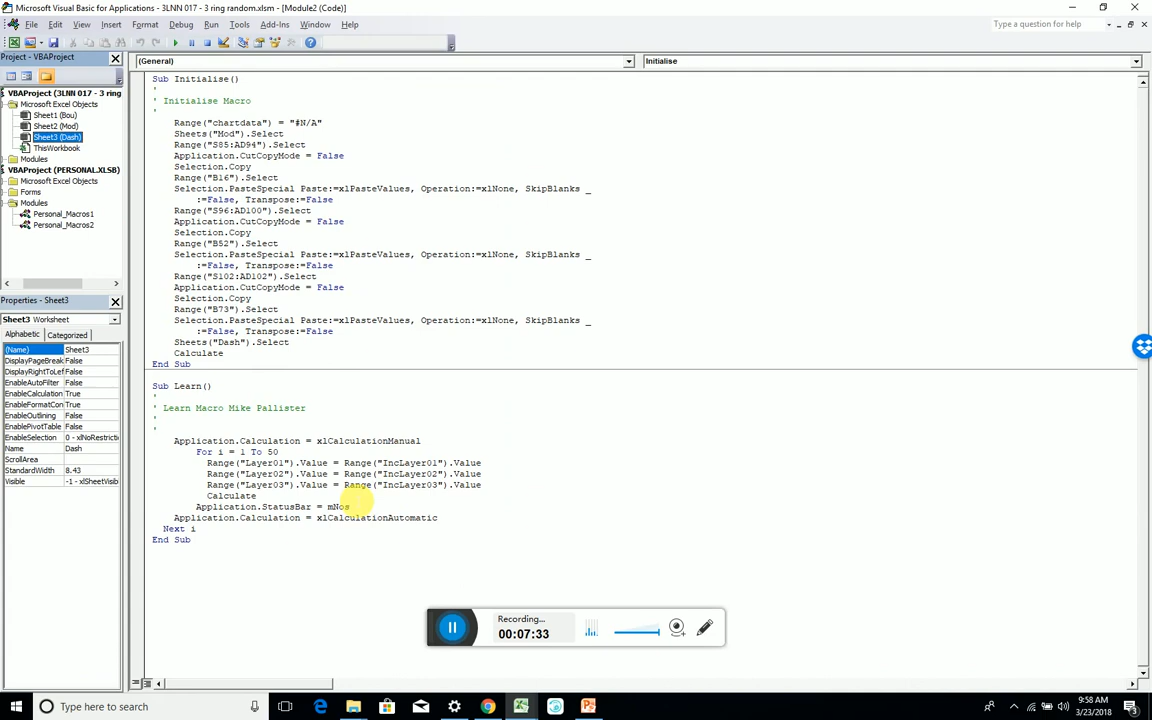 Microsoft Visual Basic for Applications - 3LNN 017 - 3 ring random.xlsm - [Module2 (Code)]
File Edit View Insert Format Debug Run Tools Add-Ins Window Help
Type a question for help
Project - VBAProject
(General)
Initialise
VBAProject (3LNN 017 - 3 ring
Microsoft Excel Objects
Sheet1 (Bou)
Sheet2 (Mod)
Sheet3 (Dash)
ThisWorkbook
Modules
VBAProject (PERSONAL.XLSB)
Microsoft Excel Objects
Forms
Modules
Personal_Macros1
Personal_Macros2
Properties - Sheet3
Sheet3 Worksheet
Alphabetic Categorized
(Name) Sheet3
DisplayPageBreak False
DisplayRightToLef False
EnableAutoFilter False
EnableCalculation True
EnableFormatCon True
EnableOutlining False
EnablePivotTable False
EnableSelection 0 - xlNoRestricti
Name Dash
ScrollArea
StandardWidth 8.43
Visible -1 - xlSheetVisib
Sub Initialise()
'
' Initialise Macro
'
Range("chartdata") = "#N/A"
Sheets("Mod").Select
Range("S85:AD94").Select
Application.CutCopyMode = False
Selection.Copy
Range("B16").Select
Selection.PasteSpecial Paste:=xlPasteValues, Operation:=xlNone, SkipBlanks _
:=False, Transpose:=False
Range("S96:AD100").Select
Application.CutCopyMode = False
Selection.Copy
Range("B52").Select
Selection.PasteSpecial Paste:=xlPasteValues, Operation:=xlNone, SkipBlanks _
:=False, Transpose:=False
Range("S102:AD102").Select
Application.CutCopyMode = False
Selection.Copy
Range("B73").Select
Selection.PasteSpecial Paste:=xlPasteValues, Operation:=xlNone, SkipBlanks _
:=False, Transpose:=False
Sheets("Dash").Select
Calculate
End Sub
Sub Learn()
'
' Learn Macro Mike Pallister
'
'
Application.Calculation = xlCalculationManual
For i = 1 To 50
Range("Layer01").Value = Range("IncLayer01").Value
Range("Layer02").Value = Range("IncLayer02").Value
Range("Layer03").Value = Range("IncLayer03").Value
Calculate
Application.StatusBar = mNos
Application.Calculation = xlCalculationAutomatic
Next i
End Sub
Recording...
00:07:33
Type here to search
9:58 AM
3/23/2018
3